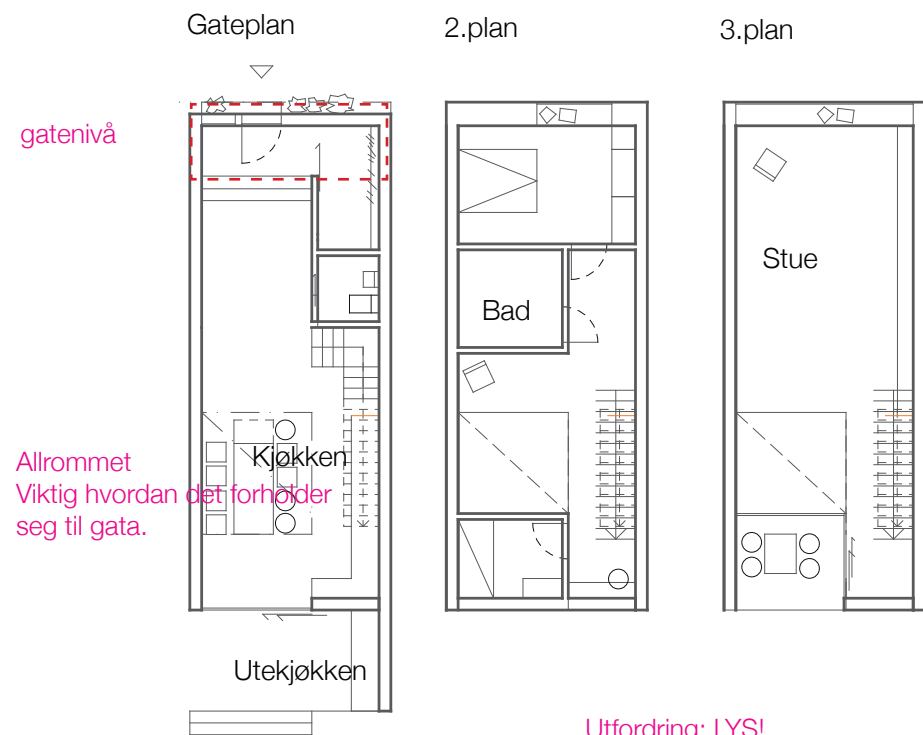 Gateplan
2.plan
3.plan
gatenivå
Stue
Bad
Kjøkken
Allrommet
Viktig hvordan det forholder
seg til gata.
Utekjøkken
Utfordring: LYS!